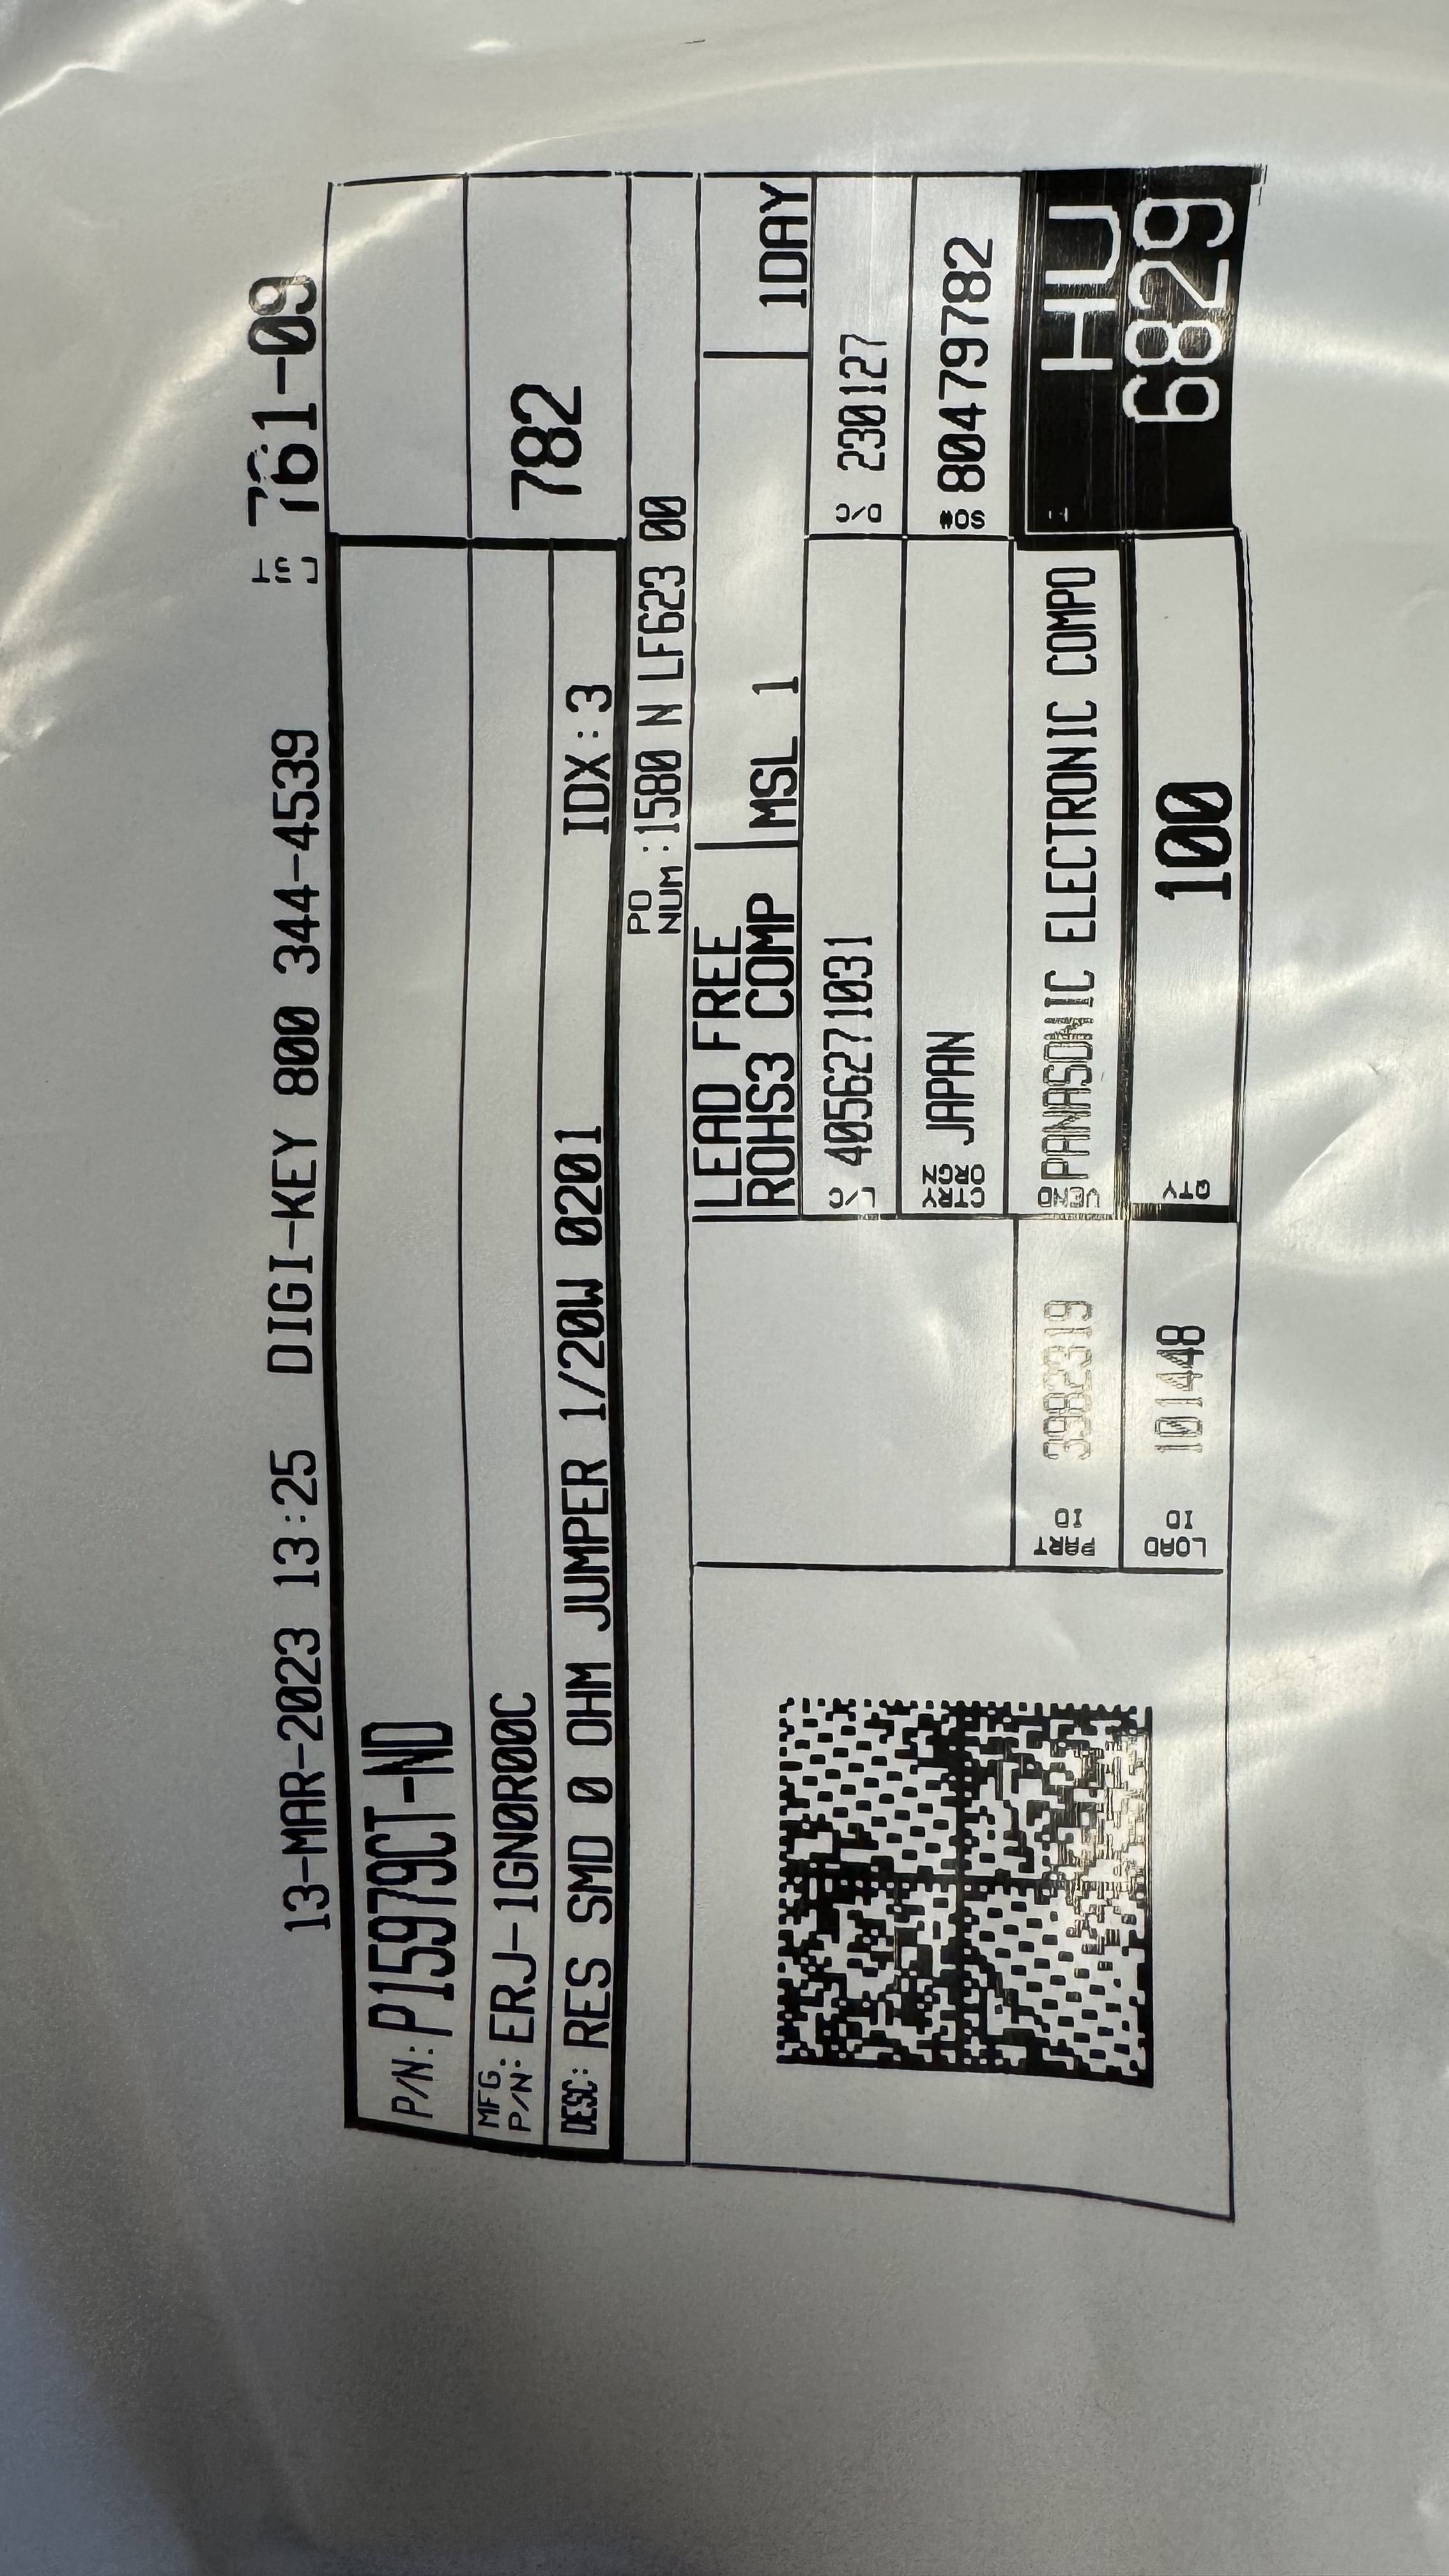 13-MAR-2023 13:25 DIGI-KEY 800 344-4539 761-09
P/N: P15979CT-ND
MFG. P/N: ERJ-1GN0R00C
782
DESC: RES SMD 0 OHM JUMPER 1/20W 0201 IDX: 3
PO NUM: 1580 N LF623 00
LEAD FREE
ROHS3 COMP
MSL 1
1DAY
L/C 4056271031
D/C 230127
CTRY ORGN JAPAN
SO# 80479782
PART ID 3982319
VEND PANASONIC ELECTRONIC COMPO
HU
6829
LOAD ID 101448
QTY 100